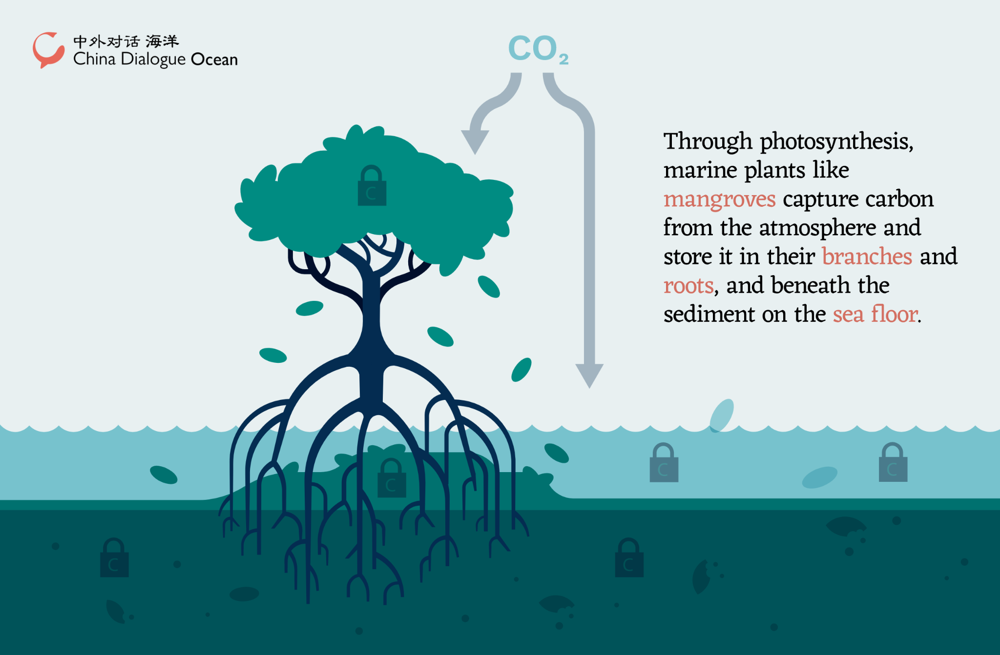 中外对话 海洋
China Dialogue Ocean
CO₂
Through photosynthesis,
marine plants like
mangroves capture carbon
from the atmosphere and
store it in their branches and
roots, and beneath the
sediment on the sea floor.
C
C
C
C
C
C